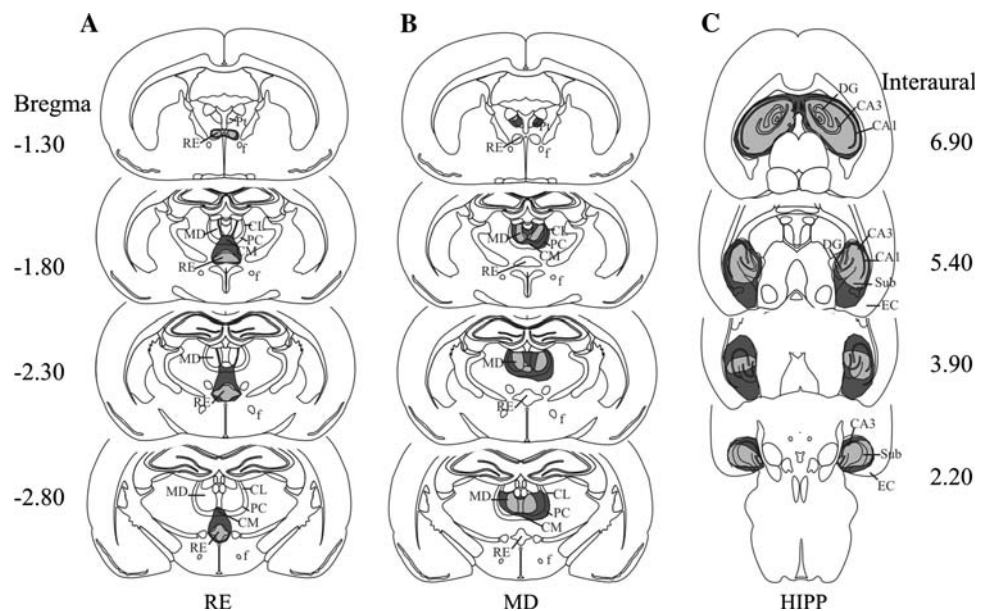 A
B
C
Bregma
-1.30
-1.80
-2.30
-2.80
Pt
RE
f
MD
CL
PC
CM
RE
f
MD
RE
f
MD
CL
PC
CM
RE
f
RE
Pt
RE
f
MD
CL
PC
CM
RE
f
MD
RE
f
MD
CL
PC
CM
RE
f
MD
Interaural
6.90
5.40
3.90
2.20
DG
CA3
CA1
CA3
DG
CA1
Sub
EC
CA3
Sub
EC
HIPP